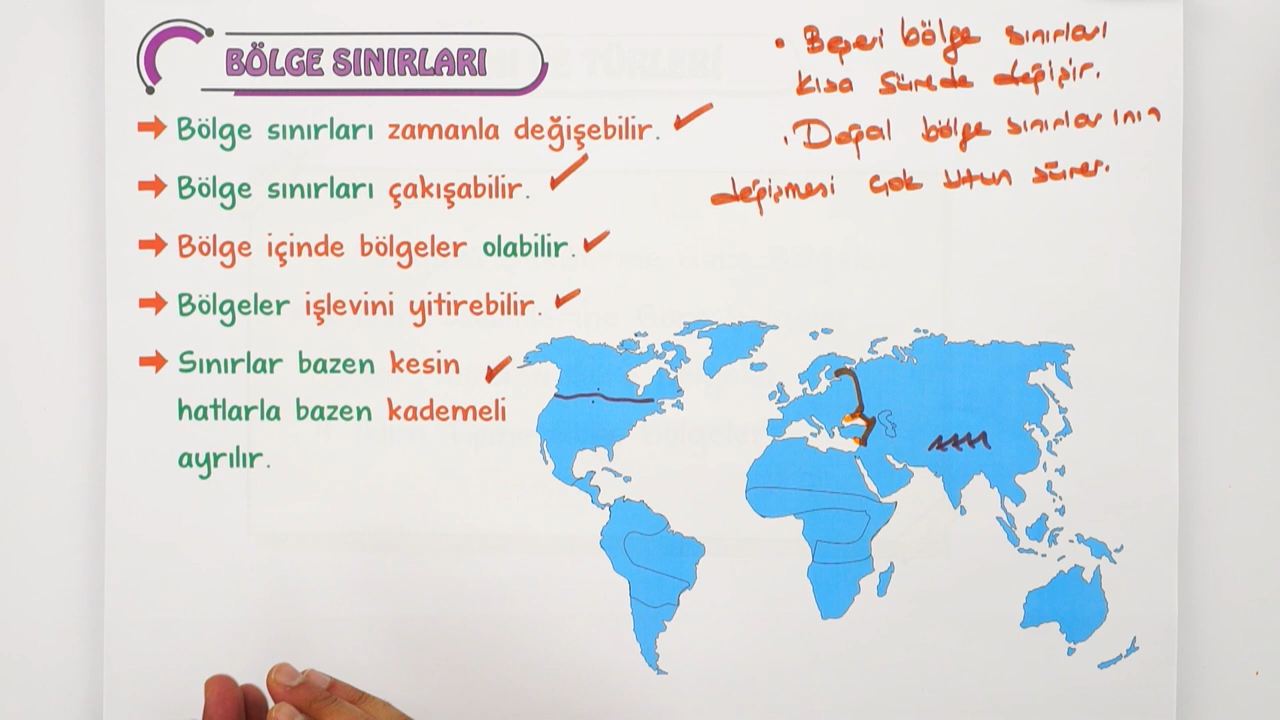 BÖLGE SINIRLARI
Bölge sınırları zamanla değişebilir.
Bölge sınırları çakışabilir.
Bölge içinde bölgeler olabilir.
Bölgeler işlevini yitirebilir.
Sınırlar bazen kesin
hatlarla bazen kademeli
ayrılır.
• Beşeri bölge sınırları
kısa sürede değişir.
. Doğal bölge sınırlarının
değişmesi çok uzun sürer.